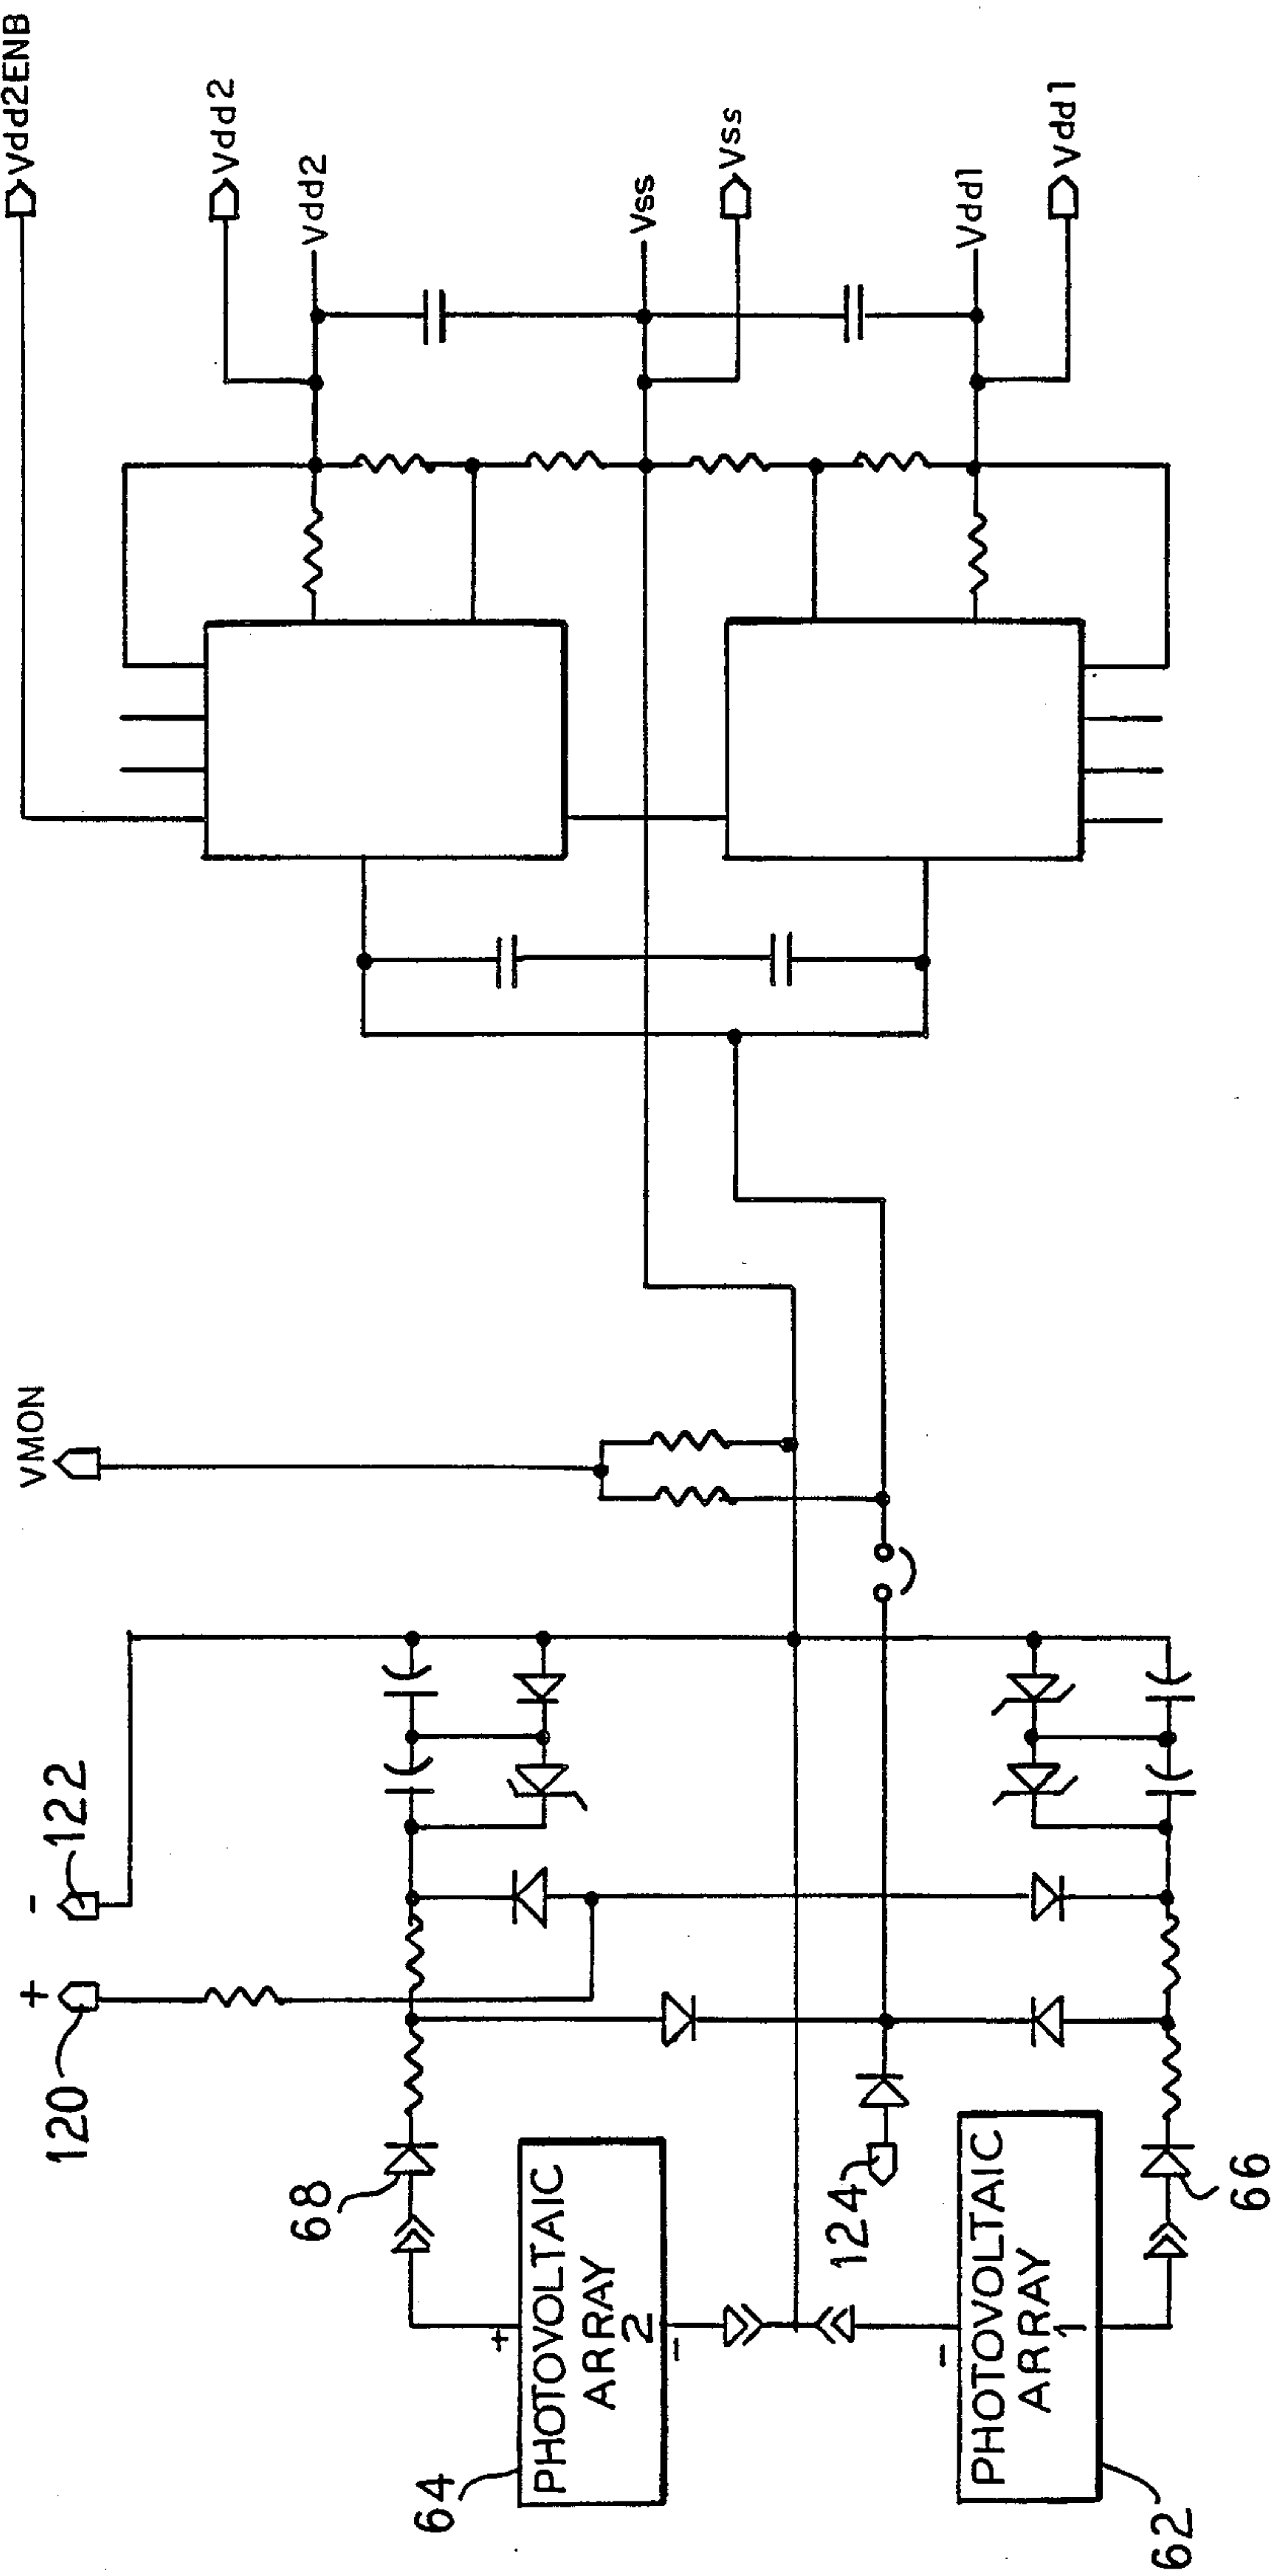 Vdd2ENB
Vdd2
Vdd2
Vss
Vss
Vdd1
Vdd1
VMON
- 122
+
120
68
64
+
PHOTOVOLTAIC
ARRAY
2
-
124
-
PHOTOVOLTAIC
ARRAY
1
66
62